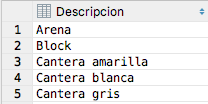 Descripcion
1 Arena
2 Block
3 Cantera amarilla
4 Cantera blanca
5 Cantera gris